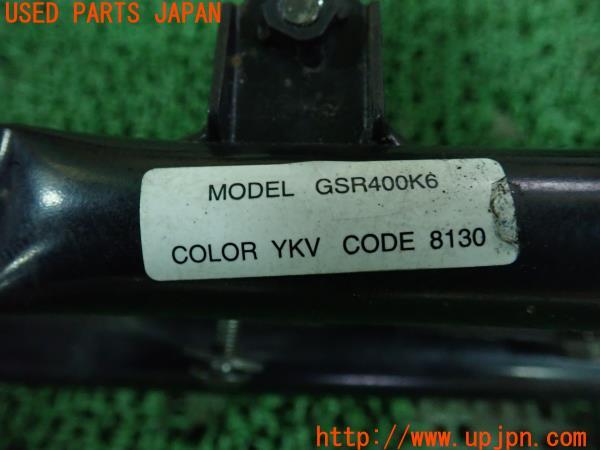 USED PARTS JAPAN
MODEL GSR400K6
COLOR YKV CODE 8130
http://www.upjpn.com